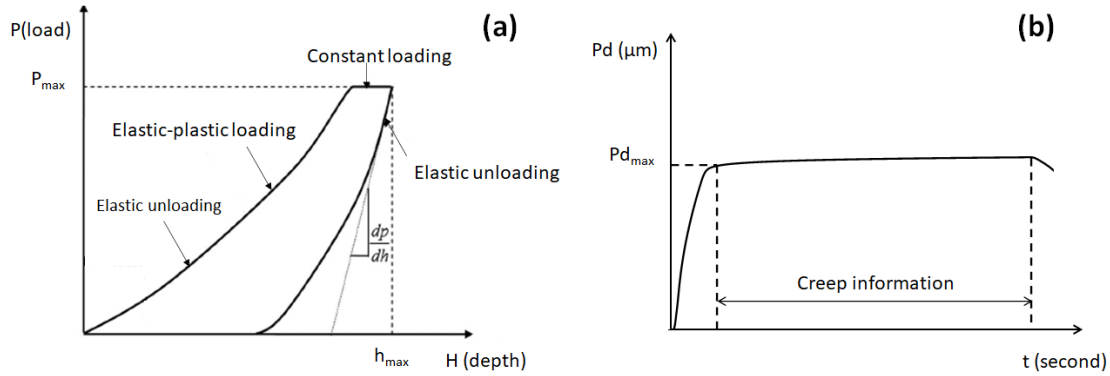 P(load)
(a)
Constant loading
Pmax
Elastic-plastic loading
Elastic unloading
Elastic unloading
dp
dh
hmax
H (depth)
(b)
Pd (μm)
Pdmax
Creep information
t (second)